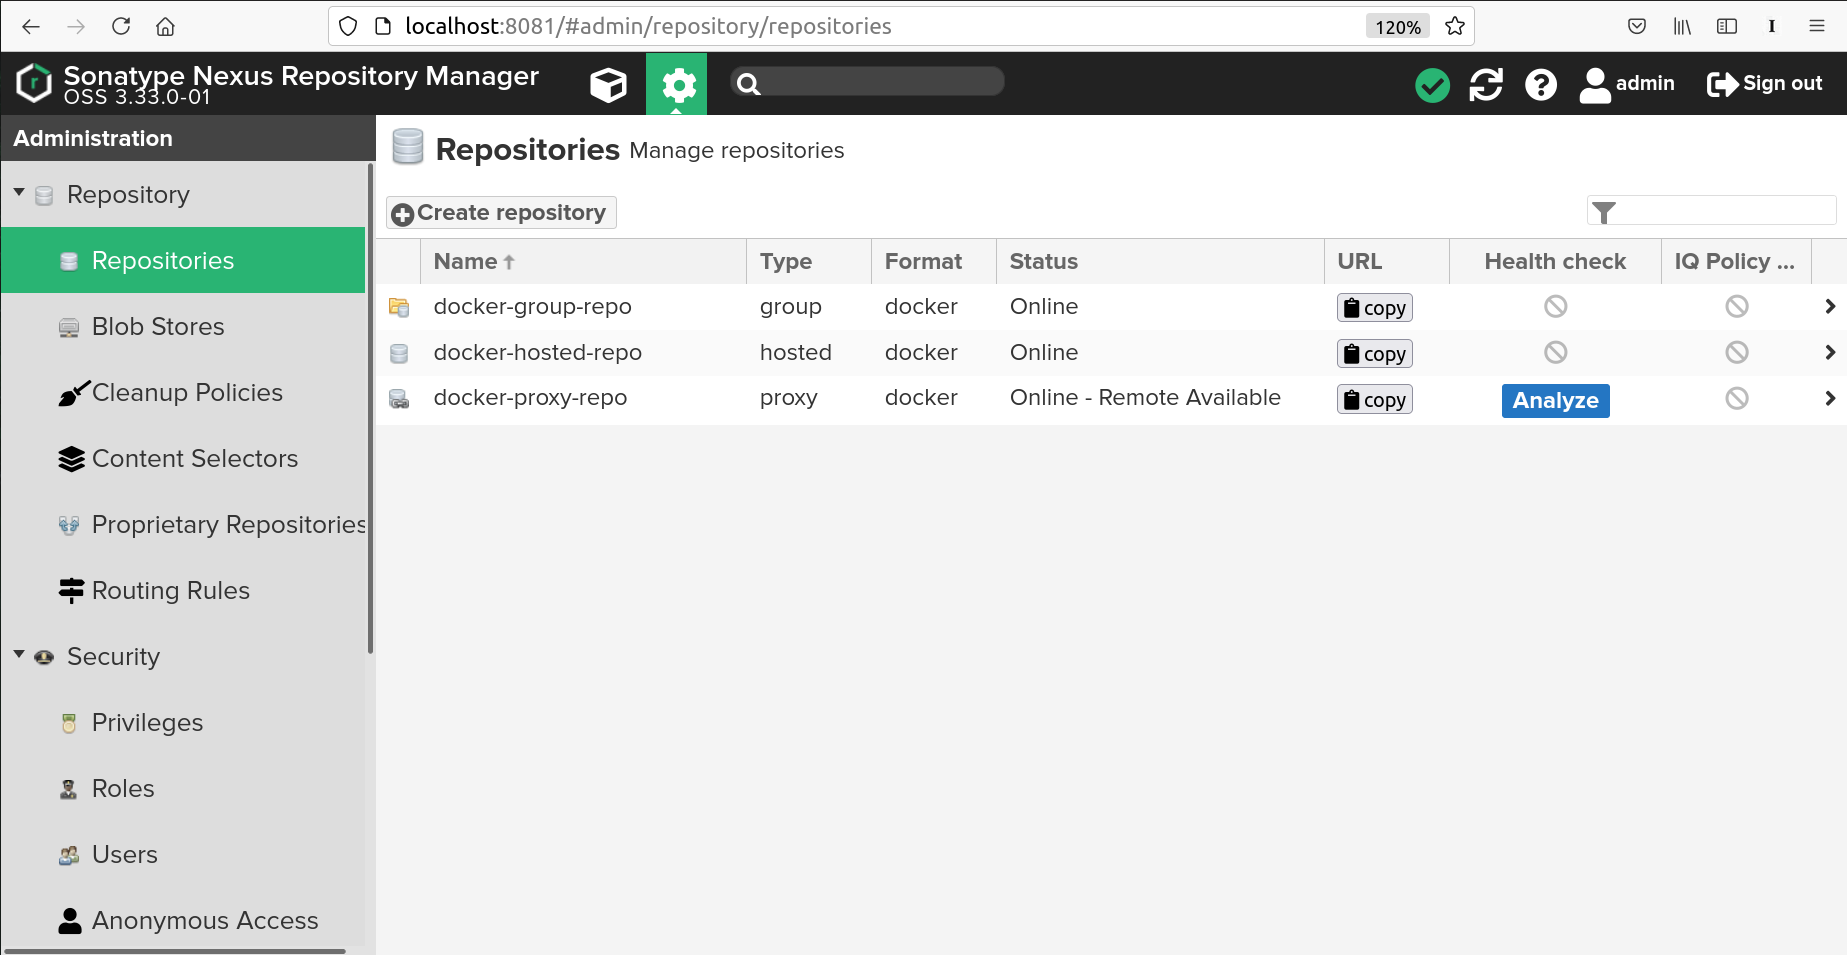 localhost:8081/#admin/repository/repositories 120% I
Sonatype Nexus Repository Manager
OSS 3.33.0-01
admin Sign out
Administration
Repository
Repositories
Blob Stores
Cleanup Policies
Content Selectors
Proprietary Repositories
Routing Rules
Security
Privileges
Roles
Users
Anonymous Access
Repositories Manage repositories
Create repository
Name Type Format Status URL Health check IQ Policy ...
docker-group-repo group docker Online copy
docker-hosted-repo hosted docker Online copy
docker-proxy-repo proxy docker Online - Remote Available copy Analyze